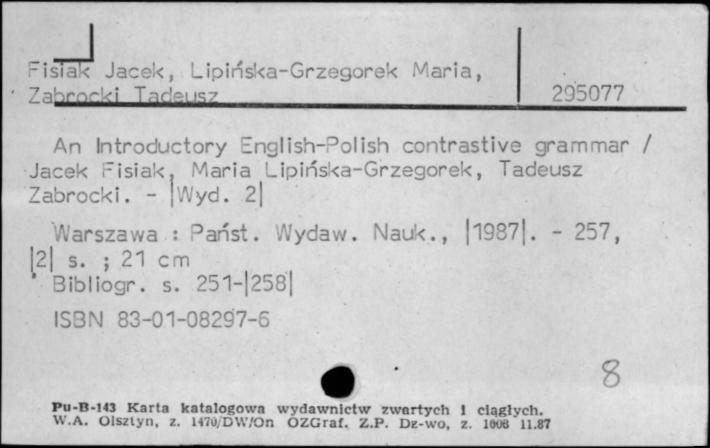 Fisiak Jacek, Lipińska-Grzegorek Maria,
Zabrocki Tadeusz
295077
An Introductory English-Polish contrastive grammar /
Jacek Fisiak, Maria Lipińska-Grzegorek, Tadeusz
Zabrocki. - |Wyd. 2|
Warszawa : Państ. Wydaw. Nauk., |1987|. - 257,
|2| s. ; 21 cm
Bibliogr. s. 251-|258|
ISBN 83-01-08297-6
8
Pu-B-143 Karta katalogowa wydawnictw zwartych i ciągłych.
W.A. Olsztyn, z. 1470/DW/On OZGraf. Z.P. Dz-wo, z. 1008 11.87